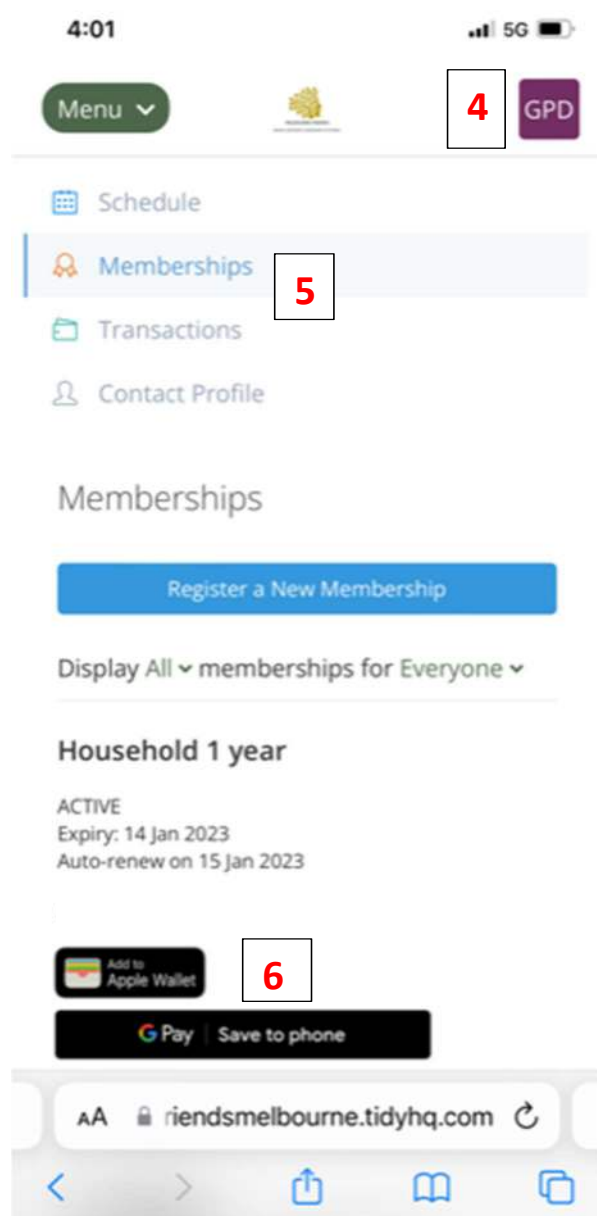 4:01
5G
Menu
4
GPD
Schedule
Memberships
5
Transactions
Contact Profile
Memberships
Register a New Membership
Display All memberships for Everyone
Household 1 year
ACTIVE
Expiry: 14 Jan 2023
Auto-renew on 15 Jan 2023
Add to
Apple Wallet
6
G Pay Save to phone
AA riendsmelbourne.tidyhq.com